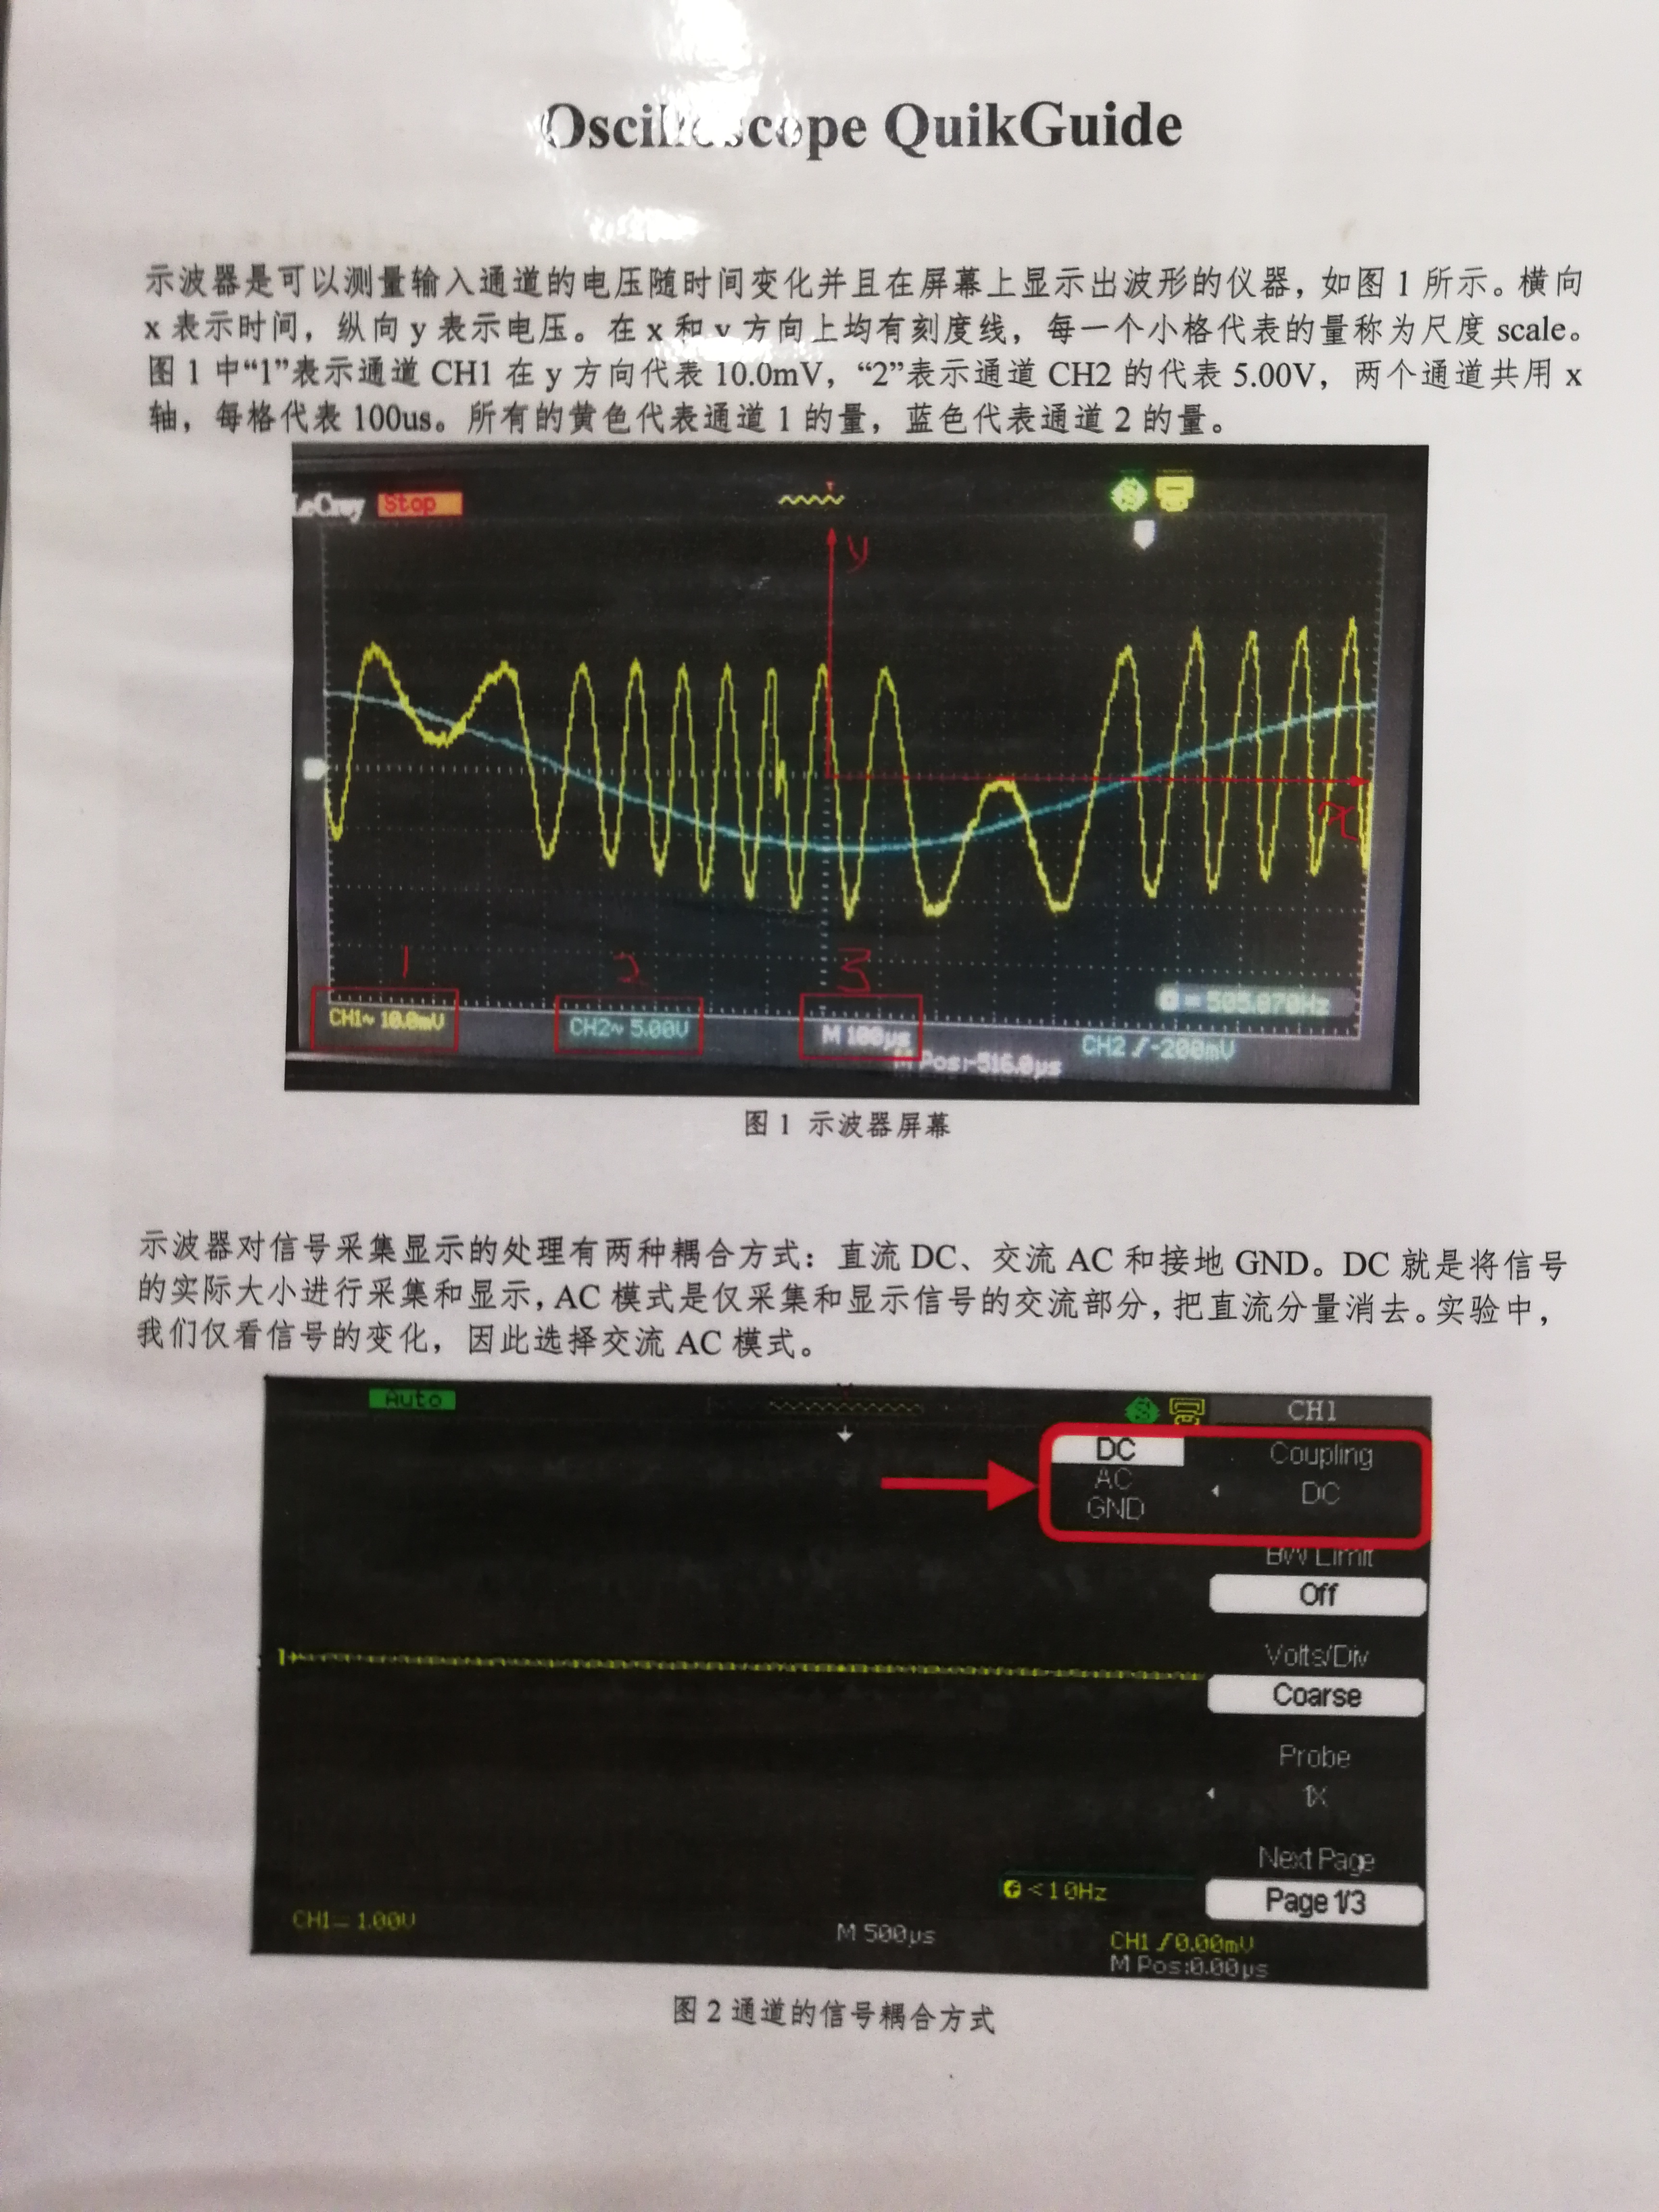 Oscilloscope QuikGuide
示波器是可以测量输入通道的电压随时间变化并且在屏幕上显示出波形的仪器，如图 1 所示。横向
x 表示时间，纵向 y 表示电压。在 x 和 y 方向上均有刻度线，每一个小格代表的量称为尺度 scale。
图 1 中“1”表示通道 CH1 在 y 方向代表 10.0mV，“2”表示通道 CH2 的代表 5.00V，两个通道共用 x
轴，每格代表 100us。所有的黄色代表通道 1 的量，蓝色代表通道 2 的量。
LeCroy Stop
T
S
y
x
1 2 3
= 505.070Hz
CH1~ 10.0mV CH2~ 5.00V M 100μs CH2 /-200mV
M Pos:-516.0μs
图 1 示波器屏幕
示波器对信号采集显示的处理有两种耦合方式：直流 DC、交流 AC 和接地 GND。DC 就是将信号
的实际大小进行采集和显示，AC 模式是仅采集和显示信号的交流部分，把直流分量消去。实验中，
我们仅看信号的变化，因此选择交流 AC 模式。
Auto S CH1
DC Coupling
AC DC
GND
BW Limit
Off
1
Volts/Div
Coarse
Probe
1X
Next Page
f <10Hz Page 1/3
CH1= 1.00V M 500μs CH1 /0.00mV
M Pos:0.00μs
图 2 通道的信号耦合方式